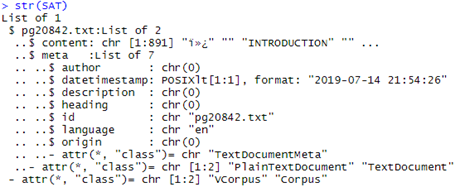 > str(SAT)
List of 1
 $ pg20842.txt:List of 2
  ..$ content: chr [1:891] "ï»¿" "" "INTRODUCTION" "" ...
  ..$ meta   :List of 7
  .. ..$ author       : chr(0)
  .. ..$ datetimestamp: POSIXlt[1:1], format: "2019-07-14 21:54:26"
  .. ..$ description  : chr(0)
  .. ..$ heading      : chr(0)
  .. ..$ id           : chr "pg20842.txt"
  .. ..$ language     : chr "en"
  .. ..$ origin       : chr(0)
  .. ..- attr(*, "class")= chr "TextDocumentMeta"
  ..- attr(*, "class")= chr [1:2] "PlainTextDocument" "TextDocument"
 - attr(*, "class")= chr [1:2] "VCorpus" "Corpus"